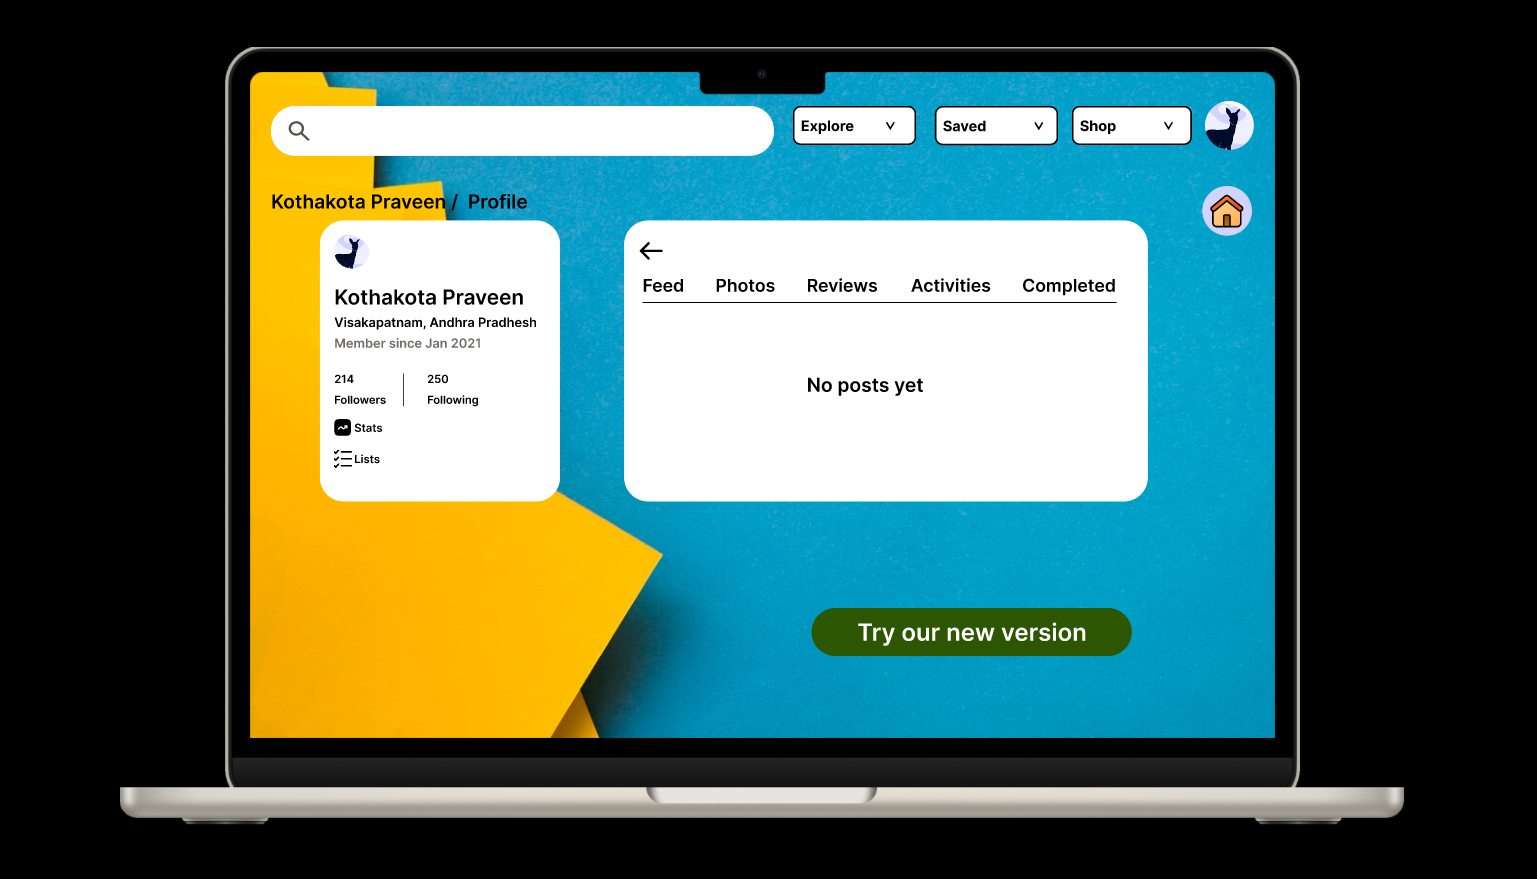 Explore
Saved
Shop
Kothakota Praveen / Profile
Kothakota Praveen
Visakapatnam, Andhra Pradhesh
Member since Jan 2021
214
250
Followers
Following
Stats
Lists
Feed Photos Reviews Activities Completed
No posts yet
Try our new version